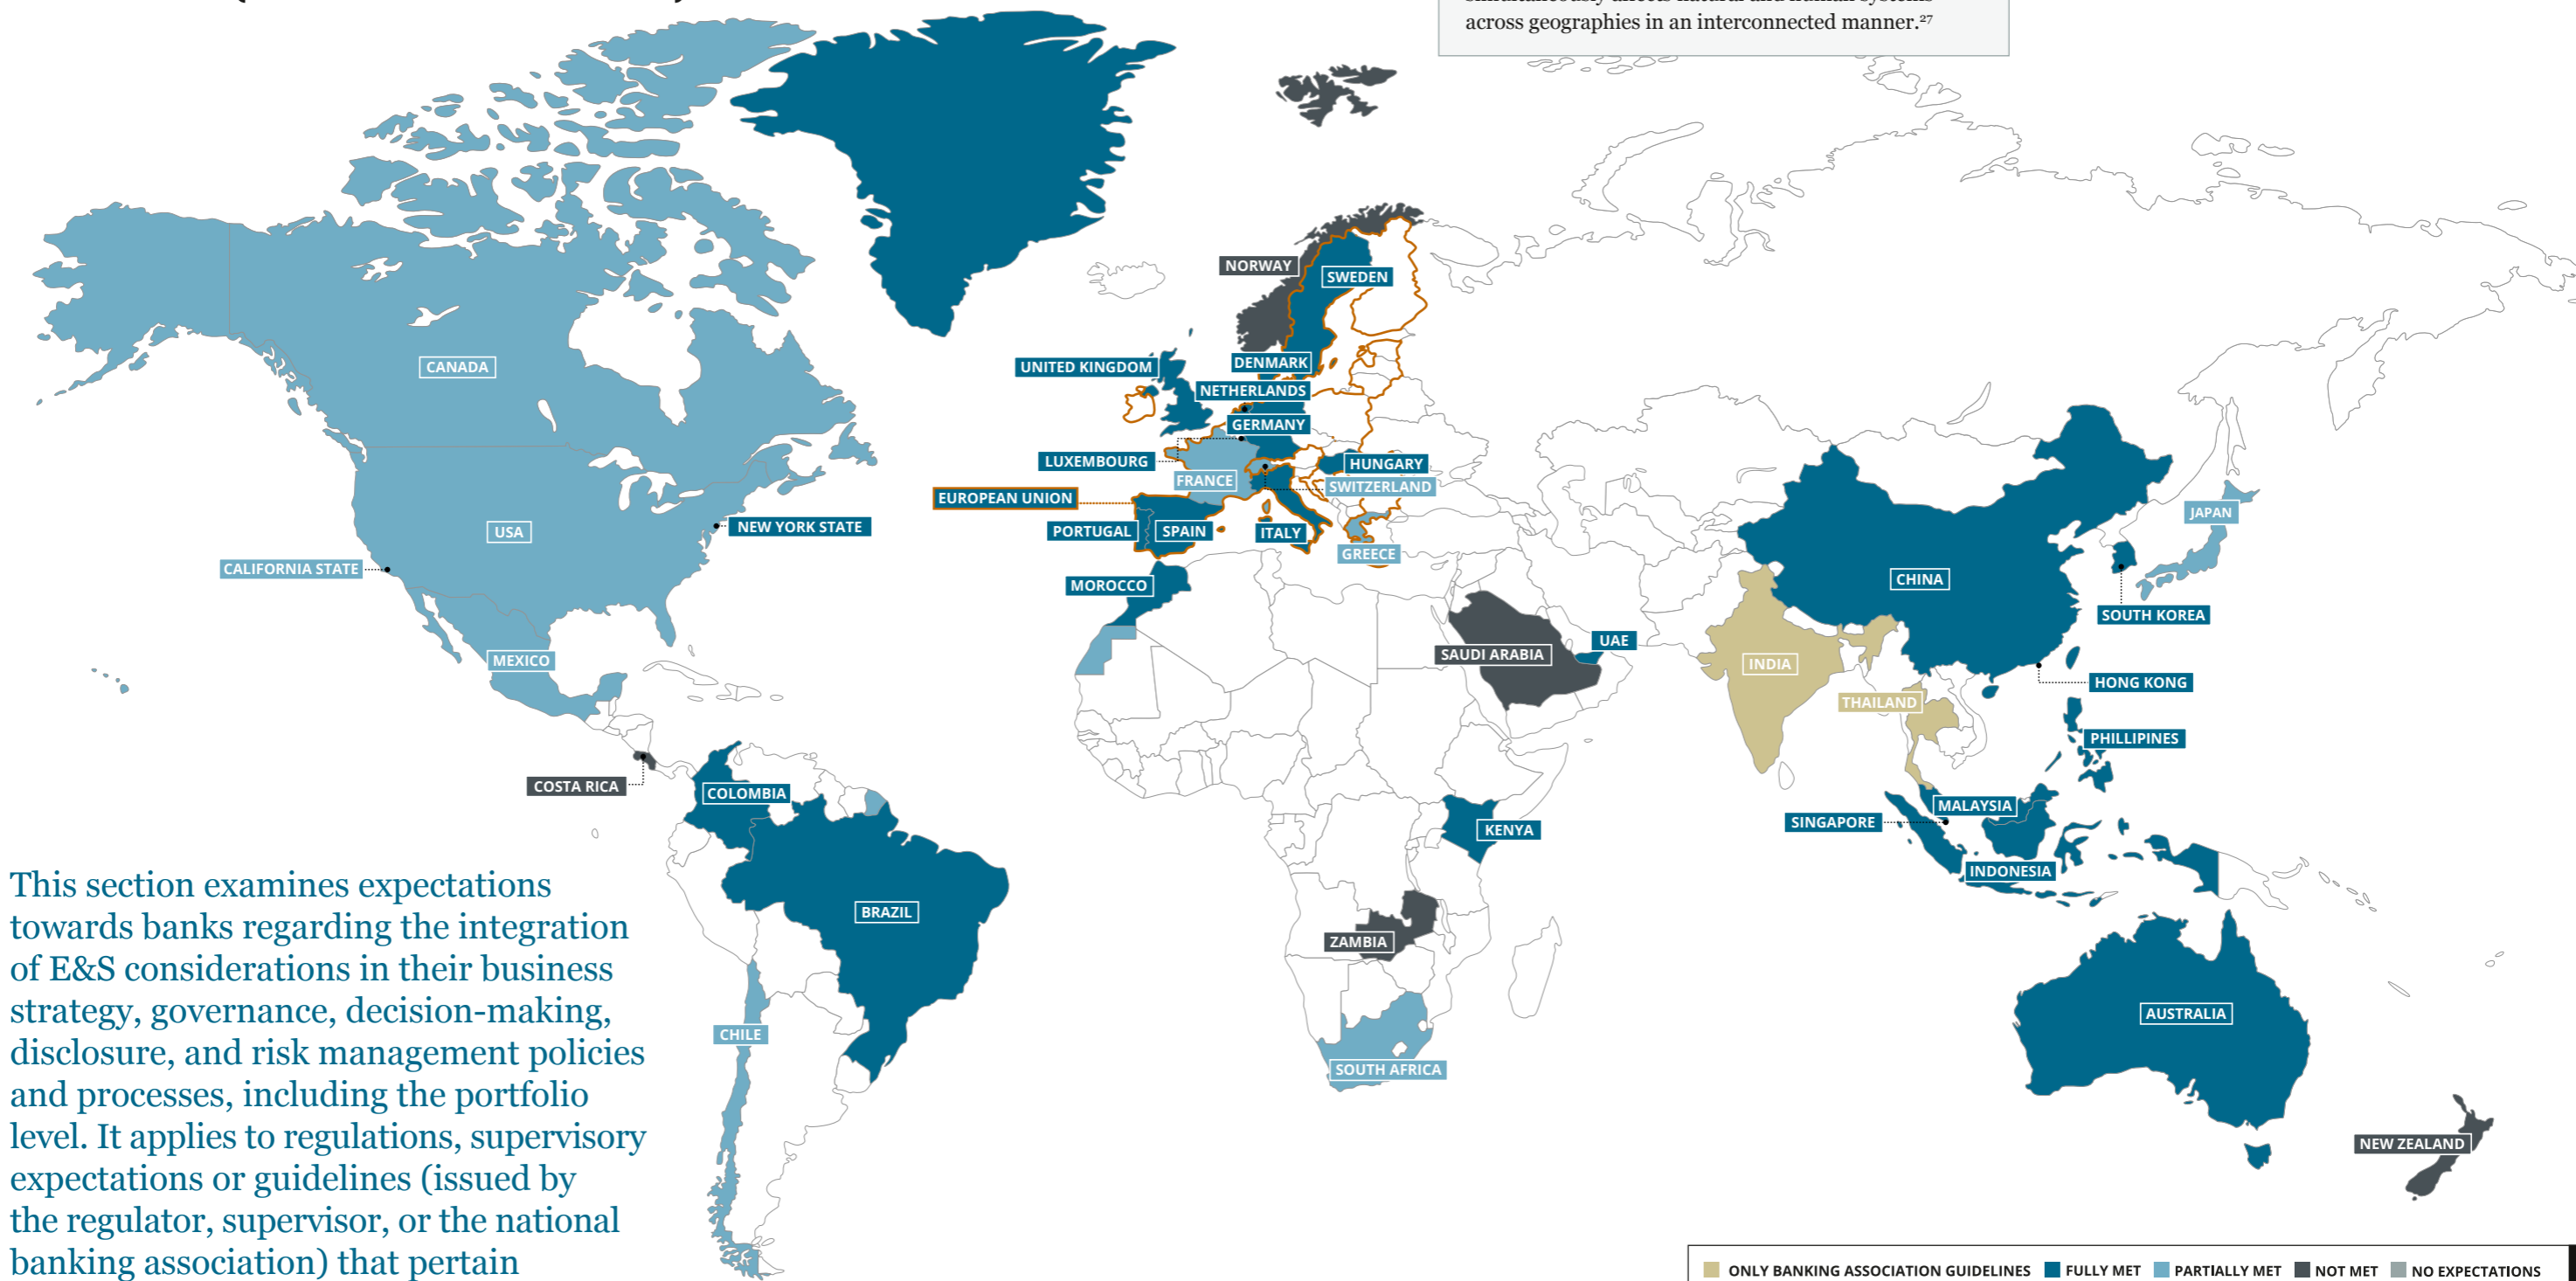 across geographies in an interconnected manner.27
NORWAY
SWEDEN
CANADA
UNITED KINGDOM
DENMARK
NETHERLANDS
GERMANY
LUXEMBOURG
HUNGARY
FRANCE
SWITZERLAND
EUROPEAN UNION
USA
NEW YORK STATE
PORTUGAL
SPAIN
ITALY
GREECE
JAPAN
CALIFORNIA STATE
MOROCCO
CHINA
SOUTH KOREA
MEXICO
SAUDI ARABIA
UAE
INDIA
HONG KONG
THAILAND
PHILLIPINES
COSTA RICA
COLOMBIA
MALAYSIA
SINGAPORE
KENYA
INDONESIA
BRAZIL
ZAMBIA
AUSTRALIA
CHILE
SOUTH AFRICA
NEW ZEALAND
This section examines expectations
towards banks regarding the integration
of E&S considerations in their business
strategy, governance, decision-making,
disclosure, and risk management policies
and processes, including the portfolio
level. It applies to regulations, supervisory
expectations or guidelines (issued by
the regulator, supervisor, or the national
banking association) that pertain
ONLY BANKING ASSOCIATION GUIDELINES FULLY MET PARTIALLY MET NOT MET NO EXPECTATIONS